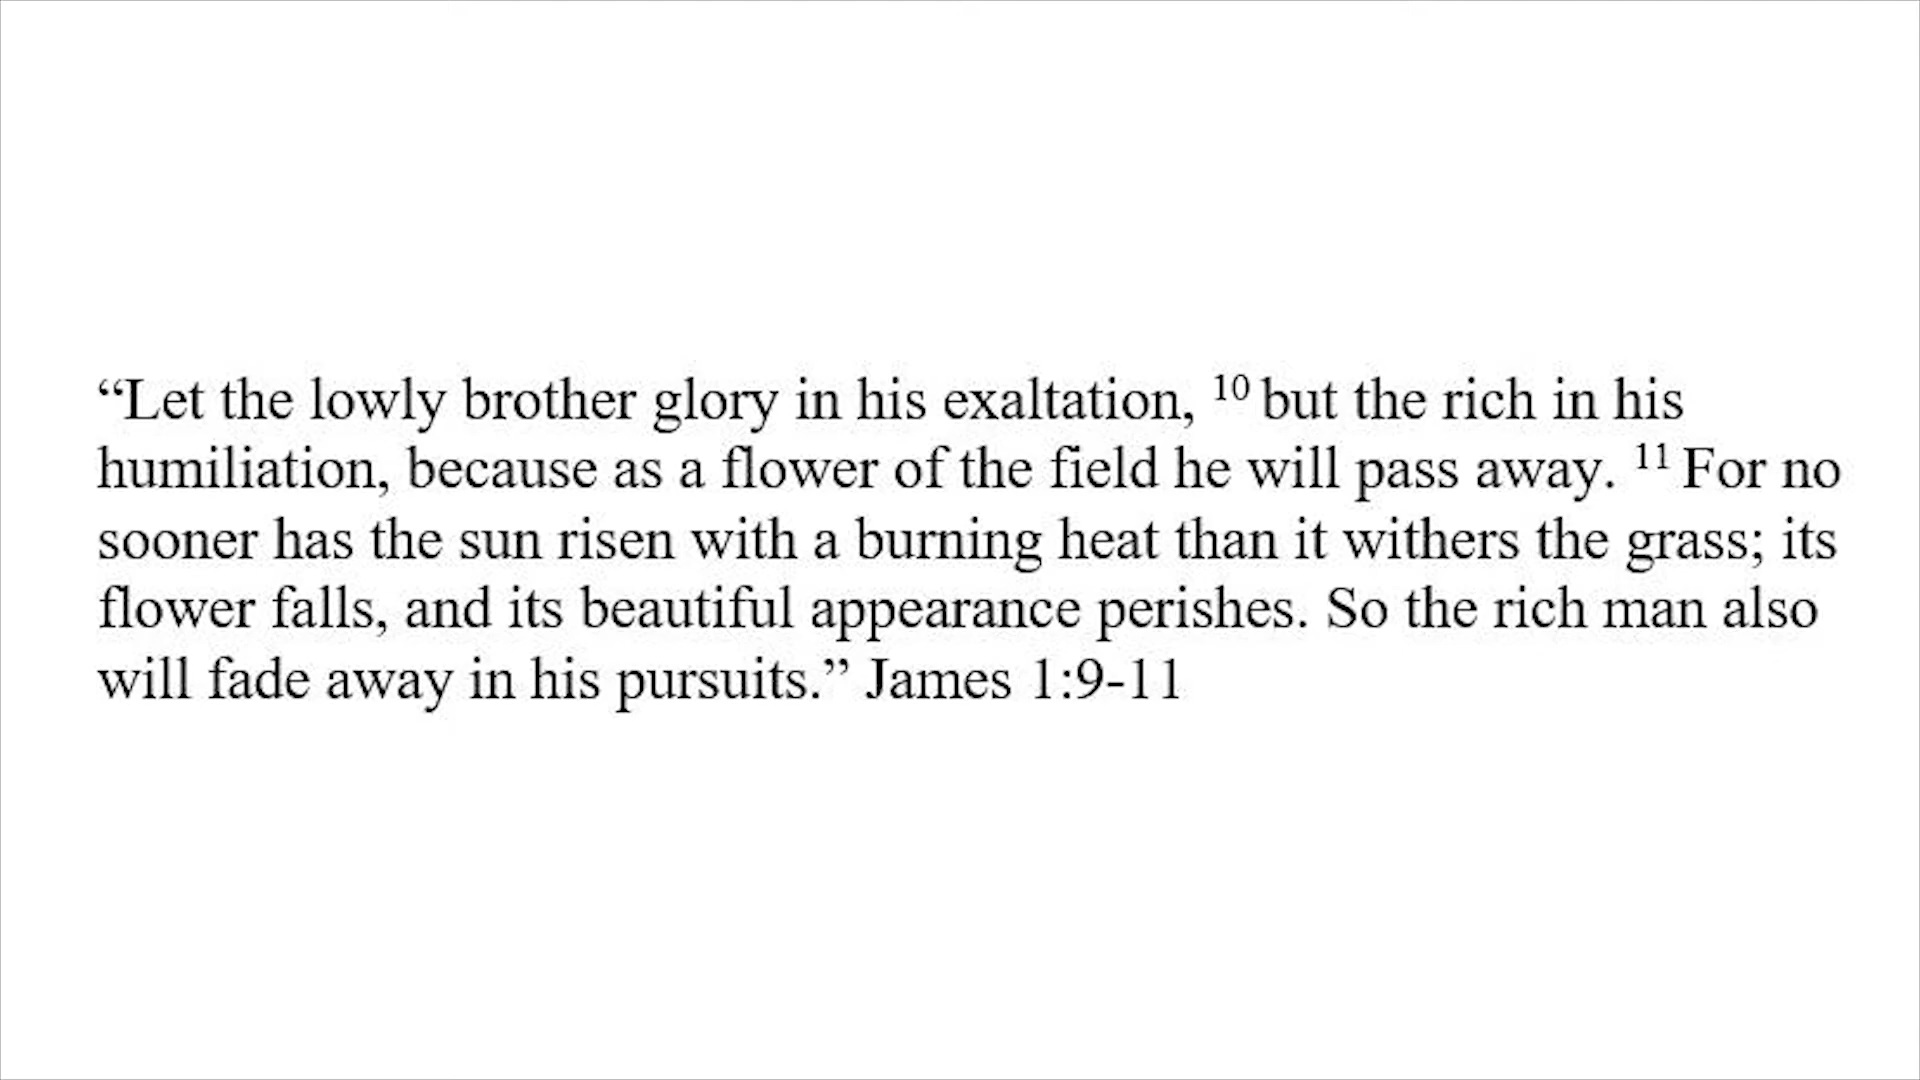 “Let the lowly brother glory in his exaltation, ¹⁰ but the rich in his
humiliation, because as a flower of the field he will pass away. ¹¹ For no
sooner has the sun risen with a burning heat than it withers the grass; its
flower falls, and its beautiful appearance perishes. So the rich man also
will fade away in his pursuits.” James 1:9-11